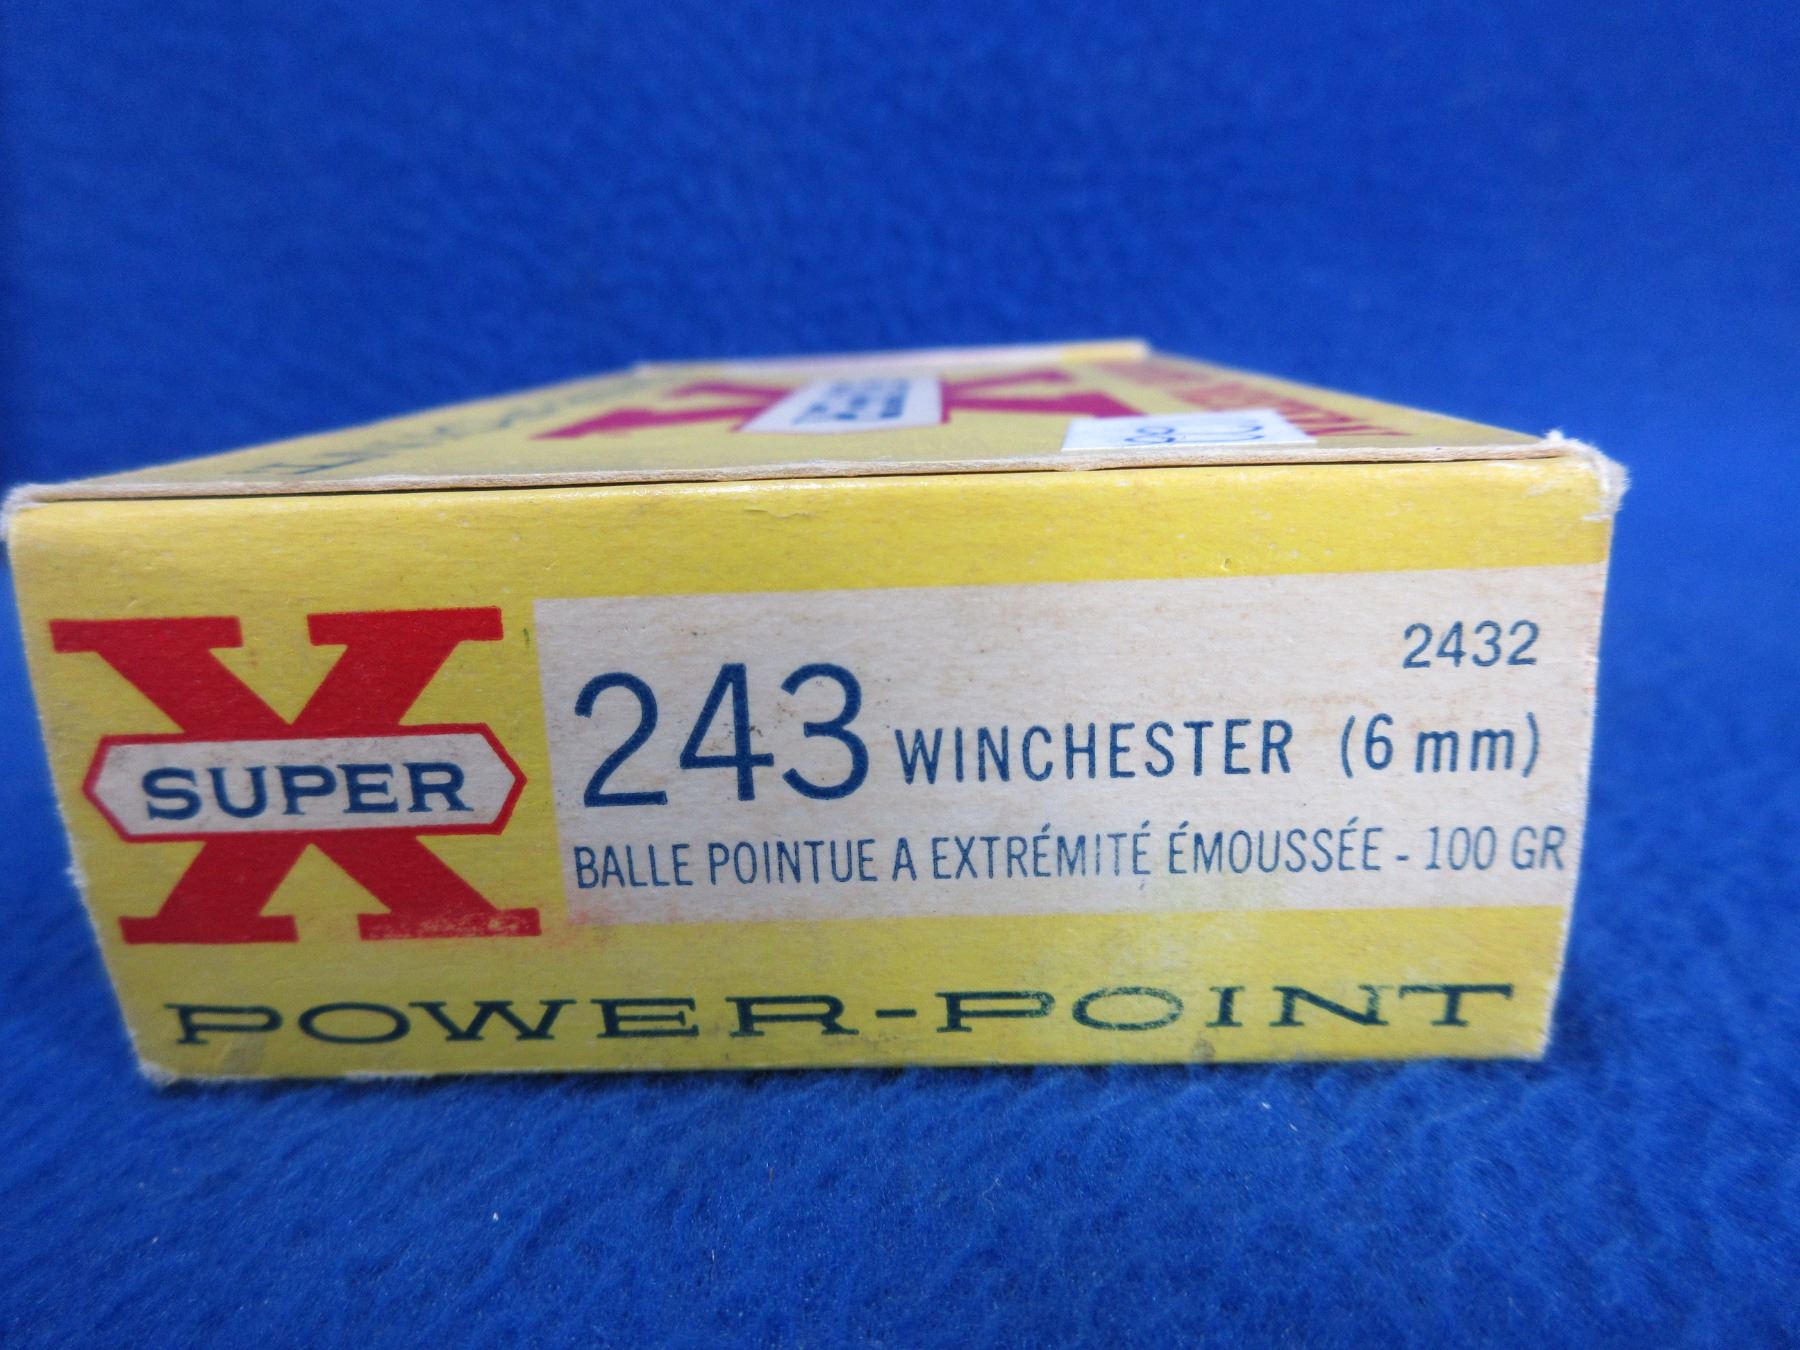 X
SUPER
2432
243 WINCHESTER (6 mm)
BALLE POINTUE A EXTRÉMITÉ ÉMOUSSÉE - 100 GR
POWER-POINT